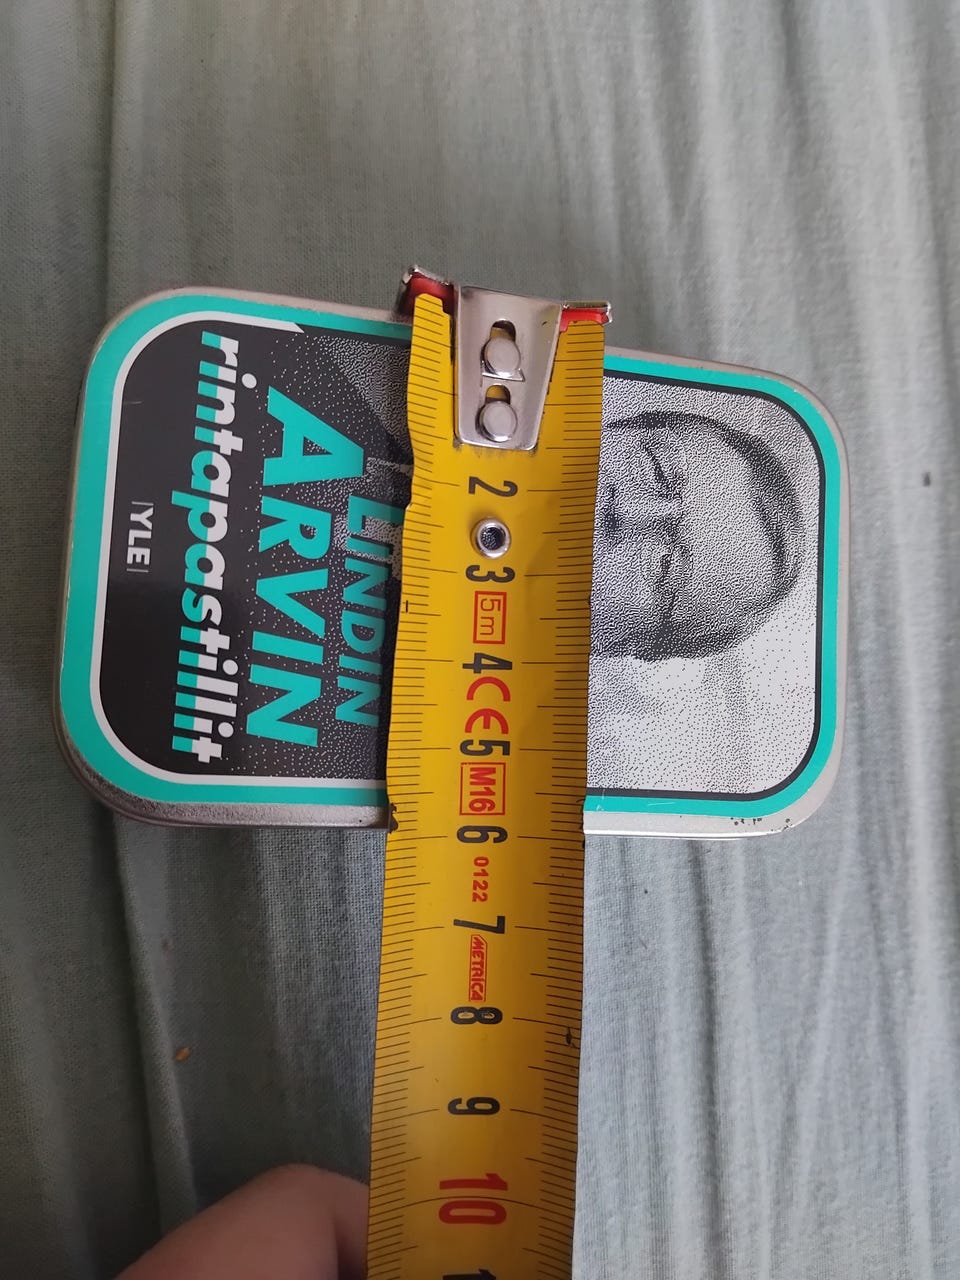 LINDIN
ARVIN
rintapastillit
YLE
2
3
5m
4
CE
5
M16
6
0122
7
METRICA
8
9
10